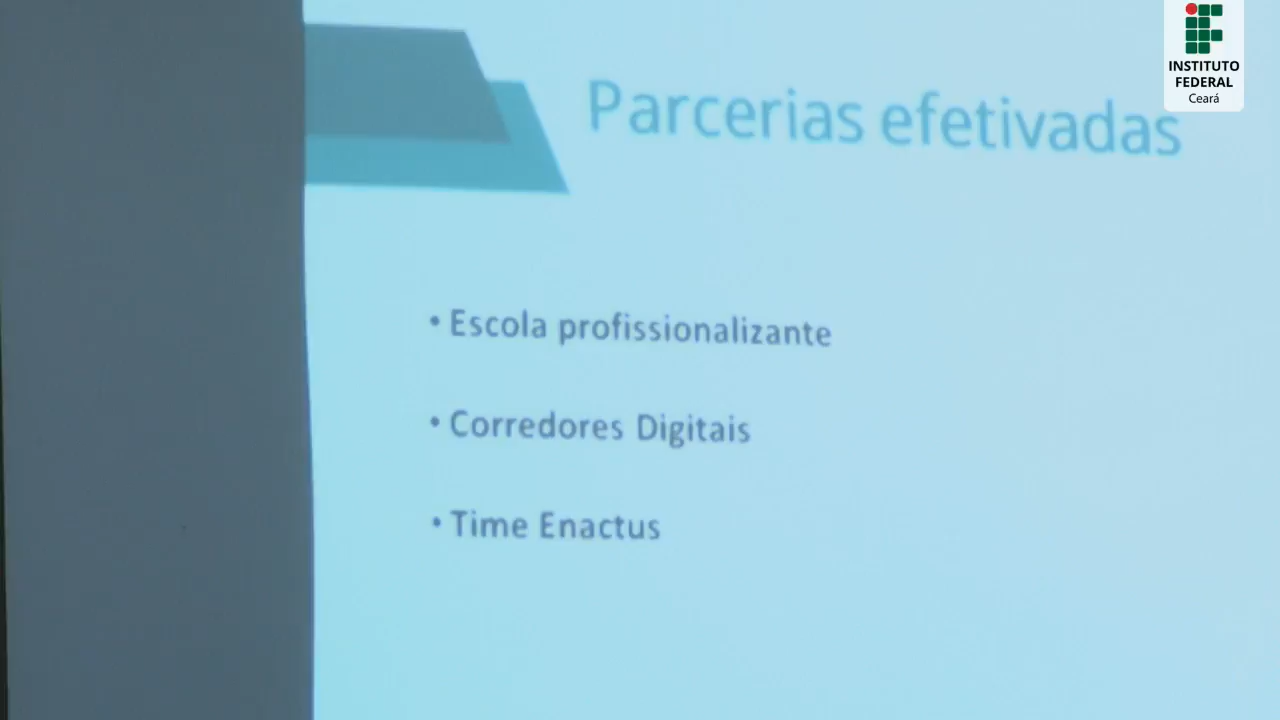 INSTITUTO
FEDERAL
Ceará
Parcerias efetivadas
• Escola profissionalizante
• Corredores Digitais
• Time Enactus